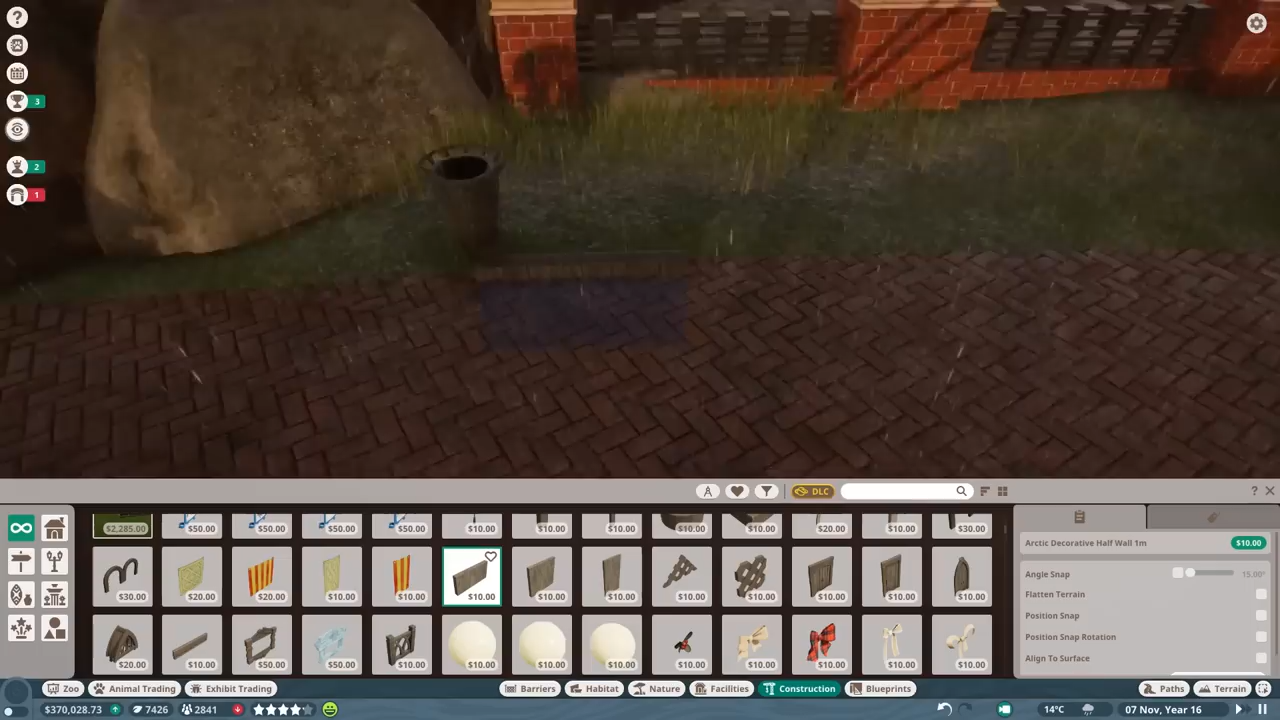 ?
3
2
1
DLC
? ×
$2,285.00 $50.00 $50.00 $50.00 $50.00 $10.00 $10.00 $10.00 $10.00 $10.00 $20.00 $10.00 $30.00
$30.00 $20.00 $20.00 $10.00 $10.00 $10.00 $10.00 $10.00 $10.00 $10.00 $10.00 $10.00 $10.00
$20.00 $10.00 $50.00 $50.00 $10.00 $10.00 $10.00 $10.00 $10.00 $10.00 $10.00 $10.00 $10.00
Arctic Decorative Half Wall 1m $10.00
Angle Snap 15.00°
Flatten Terrain
Position Snap
Position Snap Rotation
Align To Surface
Zoo Animal Trading Exhibit Trading Barriers Habitat Nature Facilities Construction Blueprints Paths Terrain
$370,028.73 7426 2841 14°C 07 Nov, Year 16